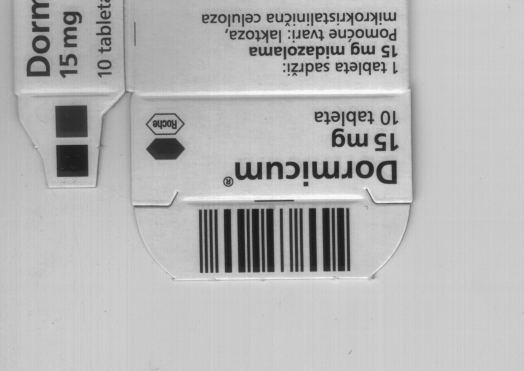 Dormicum®
15 mg
10 tableta
Roche
1 tableta sadrži:
15 mg midazolama
Pomoćne tvari: laktoza,
mikrokristalinična celuloza
Dorm
15 mg
10 tableta